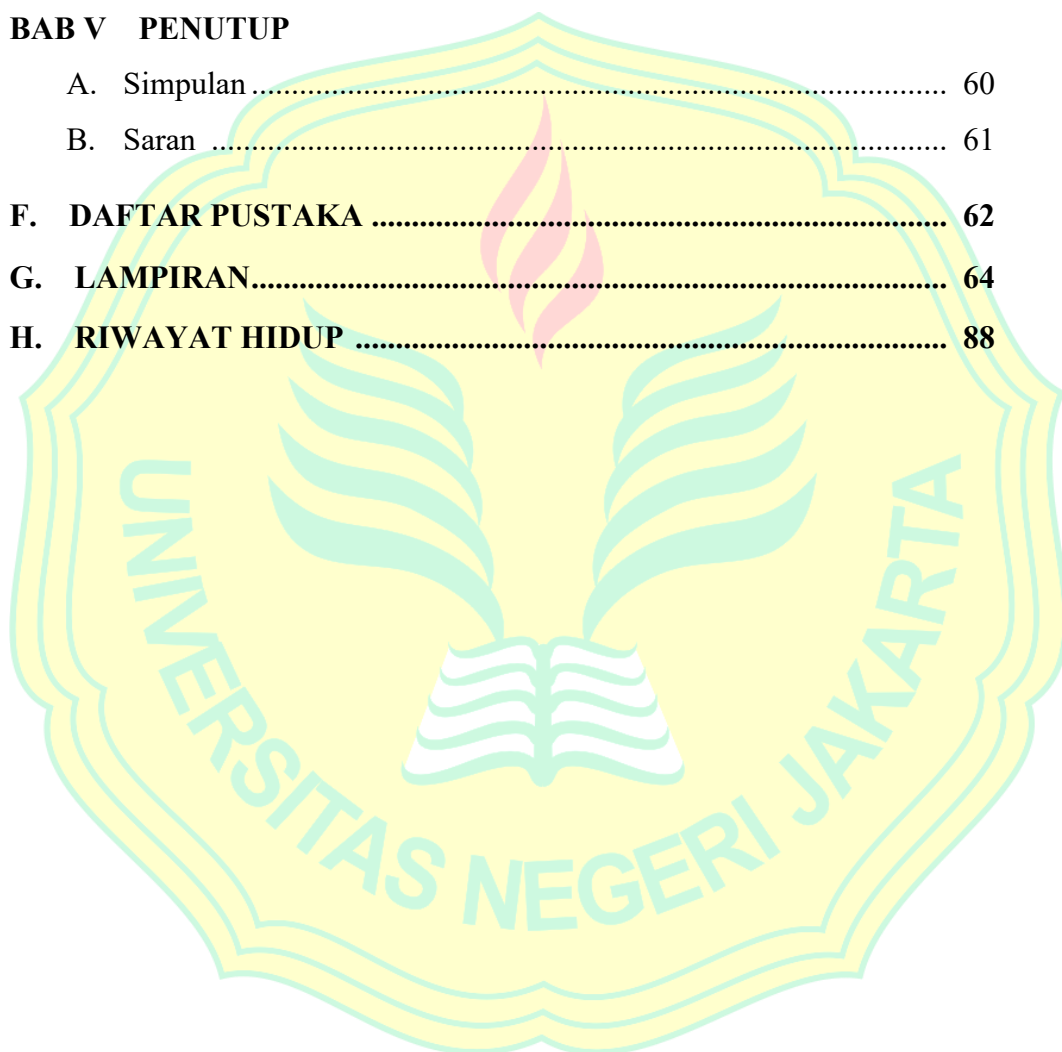 BAB V PENUTUP
A. Simpulan ........................................................................................ 60
B. Saran ............................................................................................. 61
F. DAFTAR PUSTAKA ........................................................................ 62
G. LAMPIRAN....................................................................................... 64
H. RIWAYAT HIDUP .......................................................................... 88
UNIVERSITAS NEGERI JAKARTA